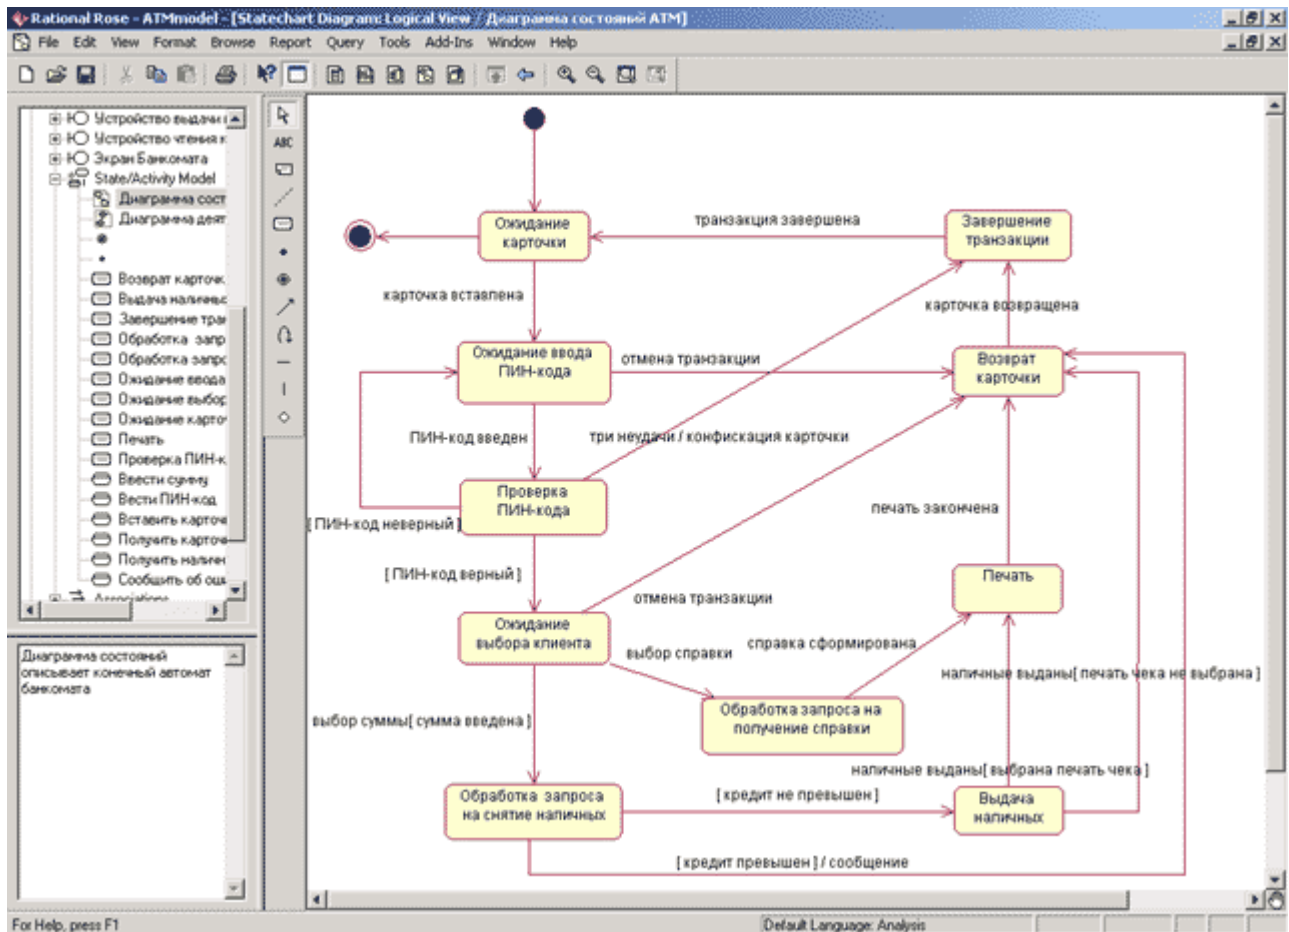 Rational Rose - ATMmodel - [Statechart Diagram: Logical View / Диаграмма состояний ATM]
File Edit View Format Browse Report Query Tools Add-Ins Window Help
Устройство выдачи
Устройство чтения к
Экран Банкомата
State/Activity Model
Диаграмма сост
Диаграмма деят
Возврат карточк
Выдача наличнь
Завершение тран
Обработка запр
Обработка запро
Ожидание ввода
Ожидание выбор
Ожидание карто
Печать
Проверка ПИН-к
Ввести сумму
Вести ПИН-код
Вставить карточ
Получить карточ
Получить наличн
Сообщить об ош
Associations
Диаграмма состояний
описывает конечный автомат
банкомата
ABC
Ожидание
карточки
транзакция завершена
Завершение
транзакции
карточка вставлена
карточка возвращена
Ожидание ввода
ПИН-кода
отмена транзакции
Возврат
карточки
ПИН-код введен
три неудачи / конфискация карточки
Проверка
ПИН-кода
[ ПИН-код неверный ]
печать закончена
[ ПИН-код верный ]
Печать
отмена транзакции
Ожидание
выбора клиента
выбор справки
справка сформирована
наличные выданы[ печать чека не выбрана ]
Обработка запроса на
получение справки
выбор суммы[ сумма введена ]
наличные выданы[ выбрана печать чека ]
Обработка запроса
на снятие наличных
[ кредит не превышен ]
Выдача
наличных
[ кредит превышен ] / сообщение
For Help, press F1
Default Language: Analysis